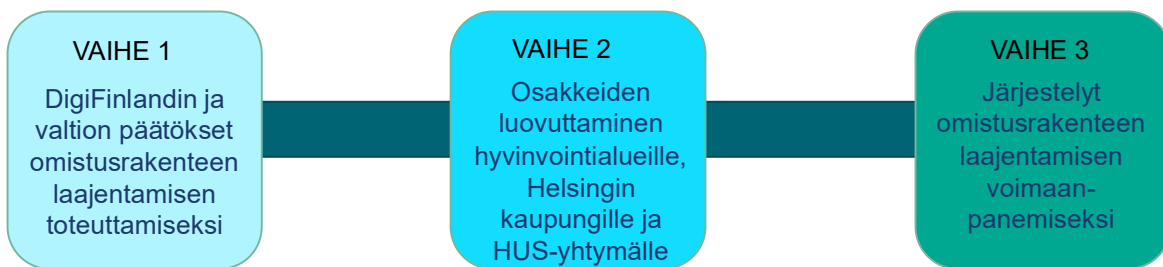 VAIHE 1
DigiFinlandin ja
valtion päätökset
omistusrakenteen
laajentamisen
toteuttamiseksi
VAIHE 2
Osakkeiden
luovuttaminen
hyvinvointialueille,
Helsingin
kaupungille ja
HUS-yhtymälle
VAIHE 3
Järjestelyt
omistusrakenteen
laajentamisen
voimaan-
panemiseksi